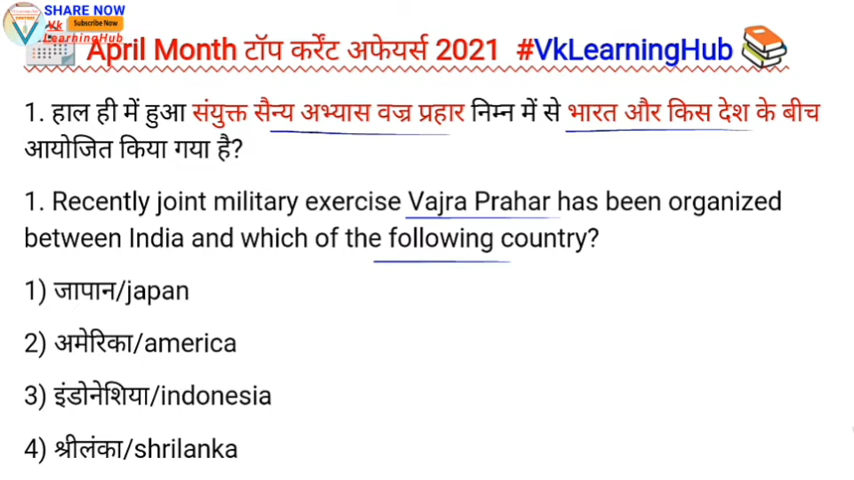 SHARE NOW
Vk
Subscribe Now
LearningHub
April Month टॉप करेंट अफेयर्स 2021 #VkLearningHub
1. हाल ही में हुआ संयुक्त सैन्य अभ्यास वज्र प्रहार निम्न में से भारत और किस देश के बीच
आयोजित किया गया है?
1. Recently joint military exercise Vajra Prahar has been organized
between India and which of the following country?
1) जापान/japan
2) अमेरिका/america
3) इंडोनेशिया/indonesia
4) श्रीलंका/shrilanka